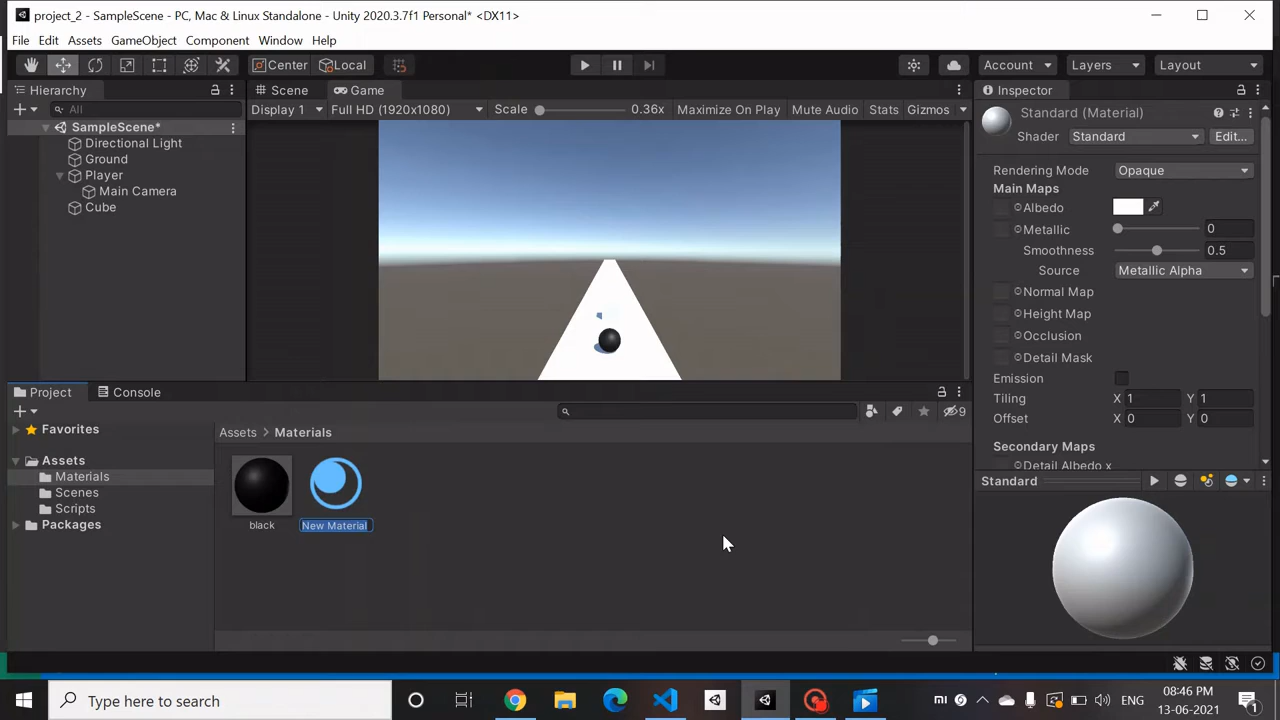 project_2 - SampleScene - PC, Mac & Linux Standalone - Unity 2020.3.7f1 Personal* <DX11>
File Edit Assets GameObject Component Window Help
Center Local Account Layers Layout
Hierarchy
All
SampleScene*
Directional Light
Ground
Player
Main Camera
Cube
Scene Game
Display 1 Full HD (1920x1080) Scale 0.36x Maximize On Play Mute Audio Stats Gizmos
Inspector
Standard (Material)
Shader Standard Edit...
Rendering Mode Opaque
Main Maps
Albedo
Metallic 0
Smoothness 0.5
Source Metallic Alpha
Normal Map
Height Map
Occlusion
Detail Mask
Emission
Tiling X 1 Y 1
Offset X 0 Y 0
Secondary Maps
Detail Albedo x
Standard
Project Console
9
Favorites
Assets
Materials
Scenes
Scripts
Packages
Assets > Materials
black
New Material
Type here to search
ENG
08:46 PM
13-06-2021
1